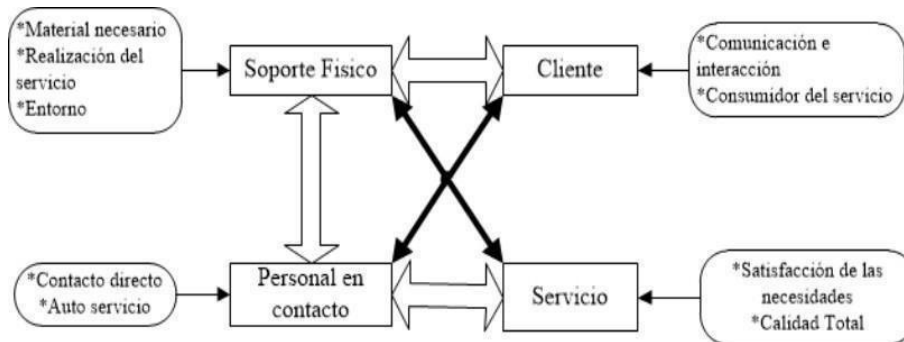 *Material necesario
*Realización del
servicio
*Entorno
Soporte Fisico
Cliente
*Comunicación e
interacción
*Consumidor del servicio
*Contacto directo
*Auto servicio
Personal en
contacto
Servicio
*Satisfacción de las
necesidades
*Calidad Total